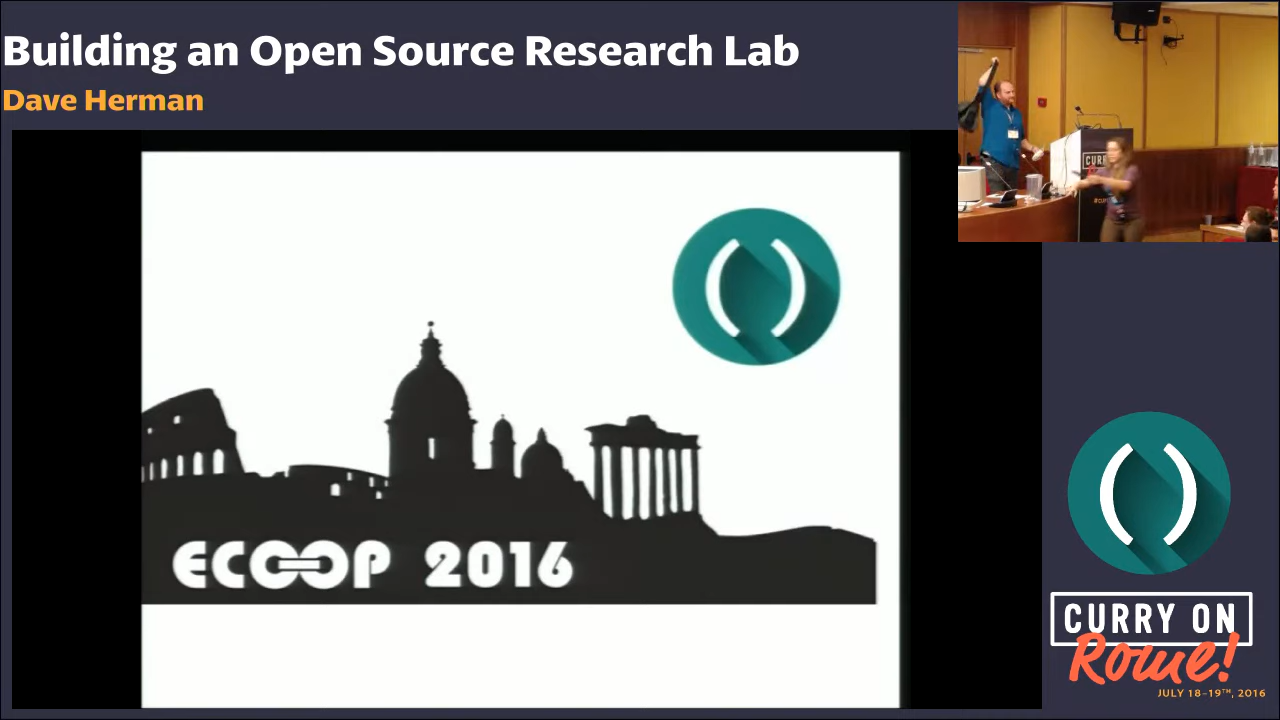 Building an Open Source Research Lab
Dave Herman
ECOOP 2016
CURRY ON
Rome!
JULY 18-19TH, 2016